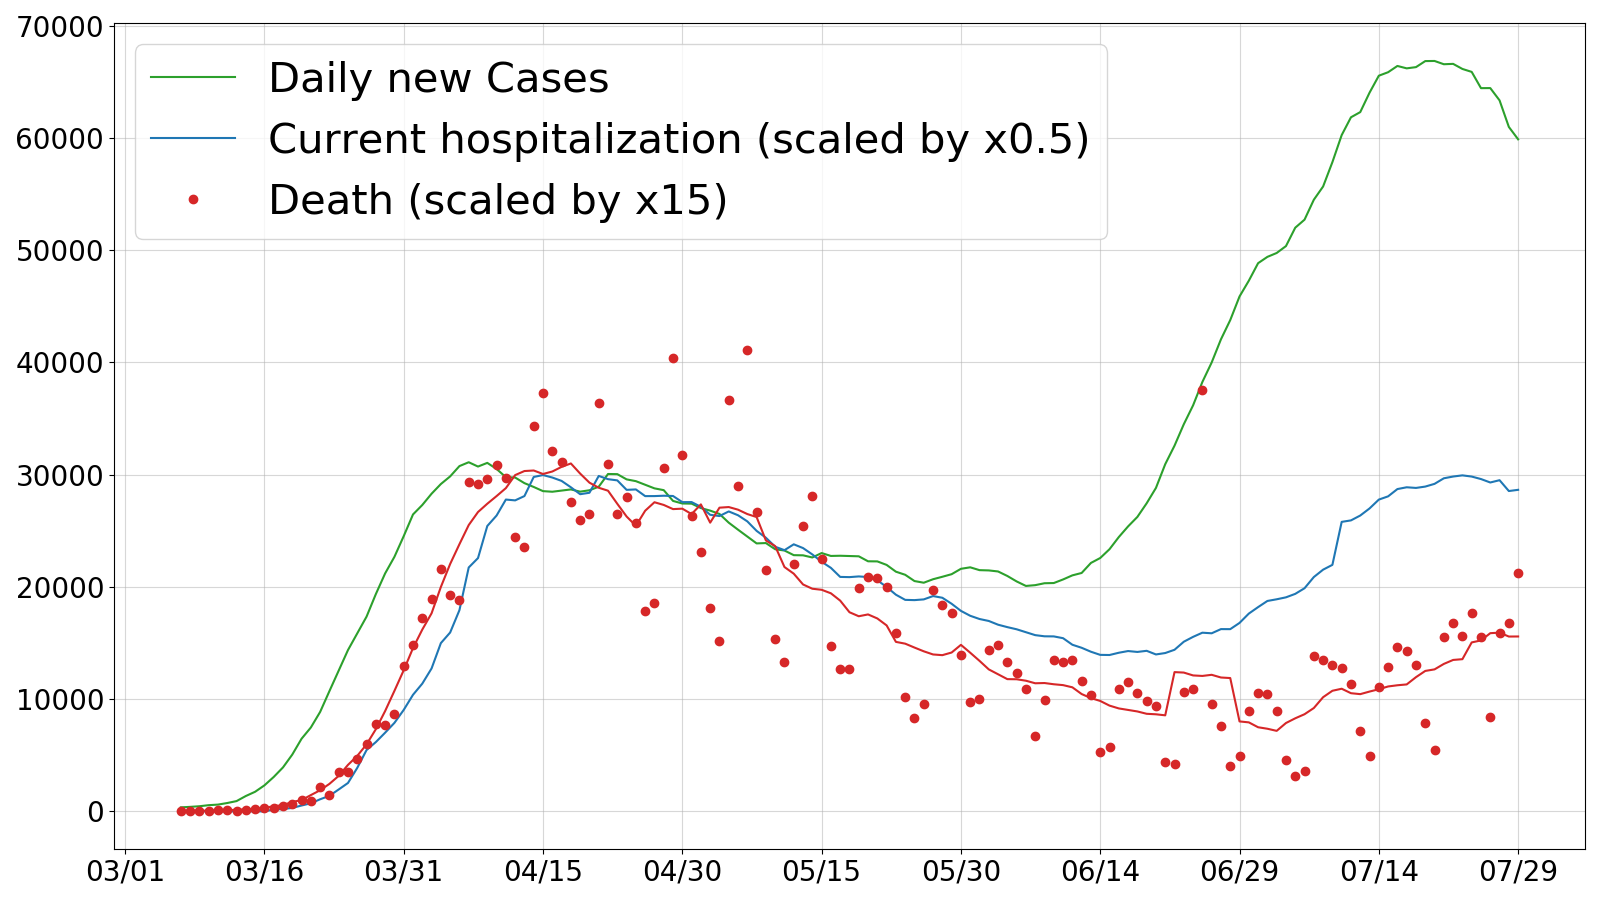 70000
60000
50000
40000
30000
20000
10000
0
Daily new Cases
Current hospitalization (scaled by x0.5)
Death (scaled by x15)
03/01 03/16 03/31 04/15 04/30 05/15 05/30 06/14 06/29 07/14 07/29